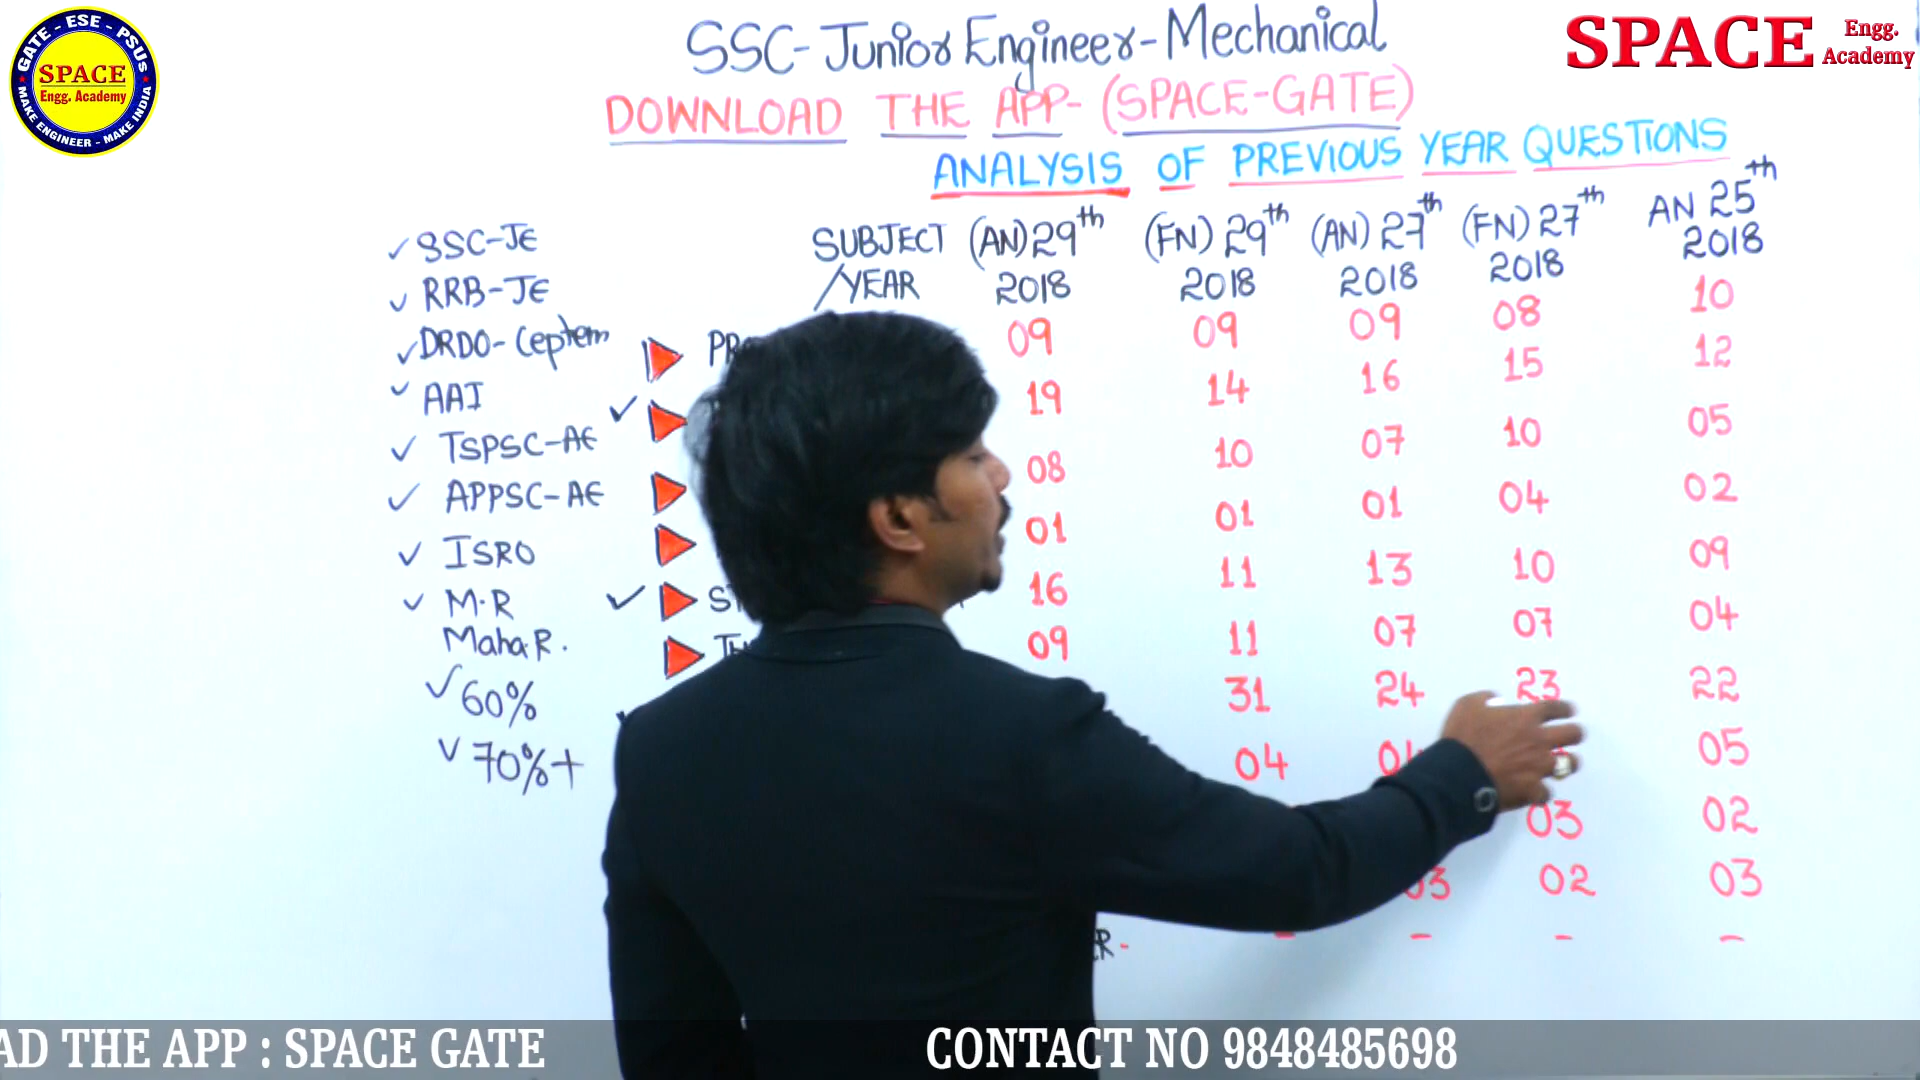 GATE - ESE - PSUs
SPACE
Engg. Academy
MAKE ENGINEER - MAKE INDIA
SPACE Engg. Academy
SSC-Junior Engineer-Mechanical
DOWNLOAD THE APP- (SPACE-GATE)
ANALYSIS OF PREVIOUS YEAR QUESTIONS
✓ SSC-JE
✓ RRB-JE
✓ DRDO- Ceptem
✓ AAI
✓ TSPSC-AE
✓ APPSC-AE
✓ ISRO
✓ M.R
Maha.R.
✓ 60%
✓ 70%+
SUBJECT /YEAR (AN) 29th 2018 (FN) 29th 2018 (AN) 27th 2018 (FN) 27th 2018 AN 25th 2018
09 09 09 08 10
19 14 16 15 12
08 10 07 10 05
01 01 01 04 02
16 11 13 10 09
09 11 07 07 04
31 24 23 22
04 05
03 02
02 03
- - - - -
AD THE APP : SPACE GATE
CONTACT NO 9848485698